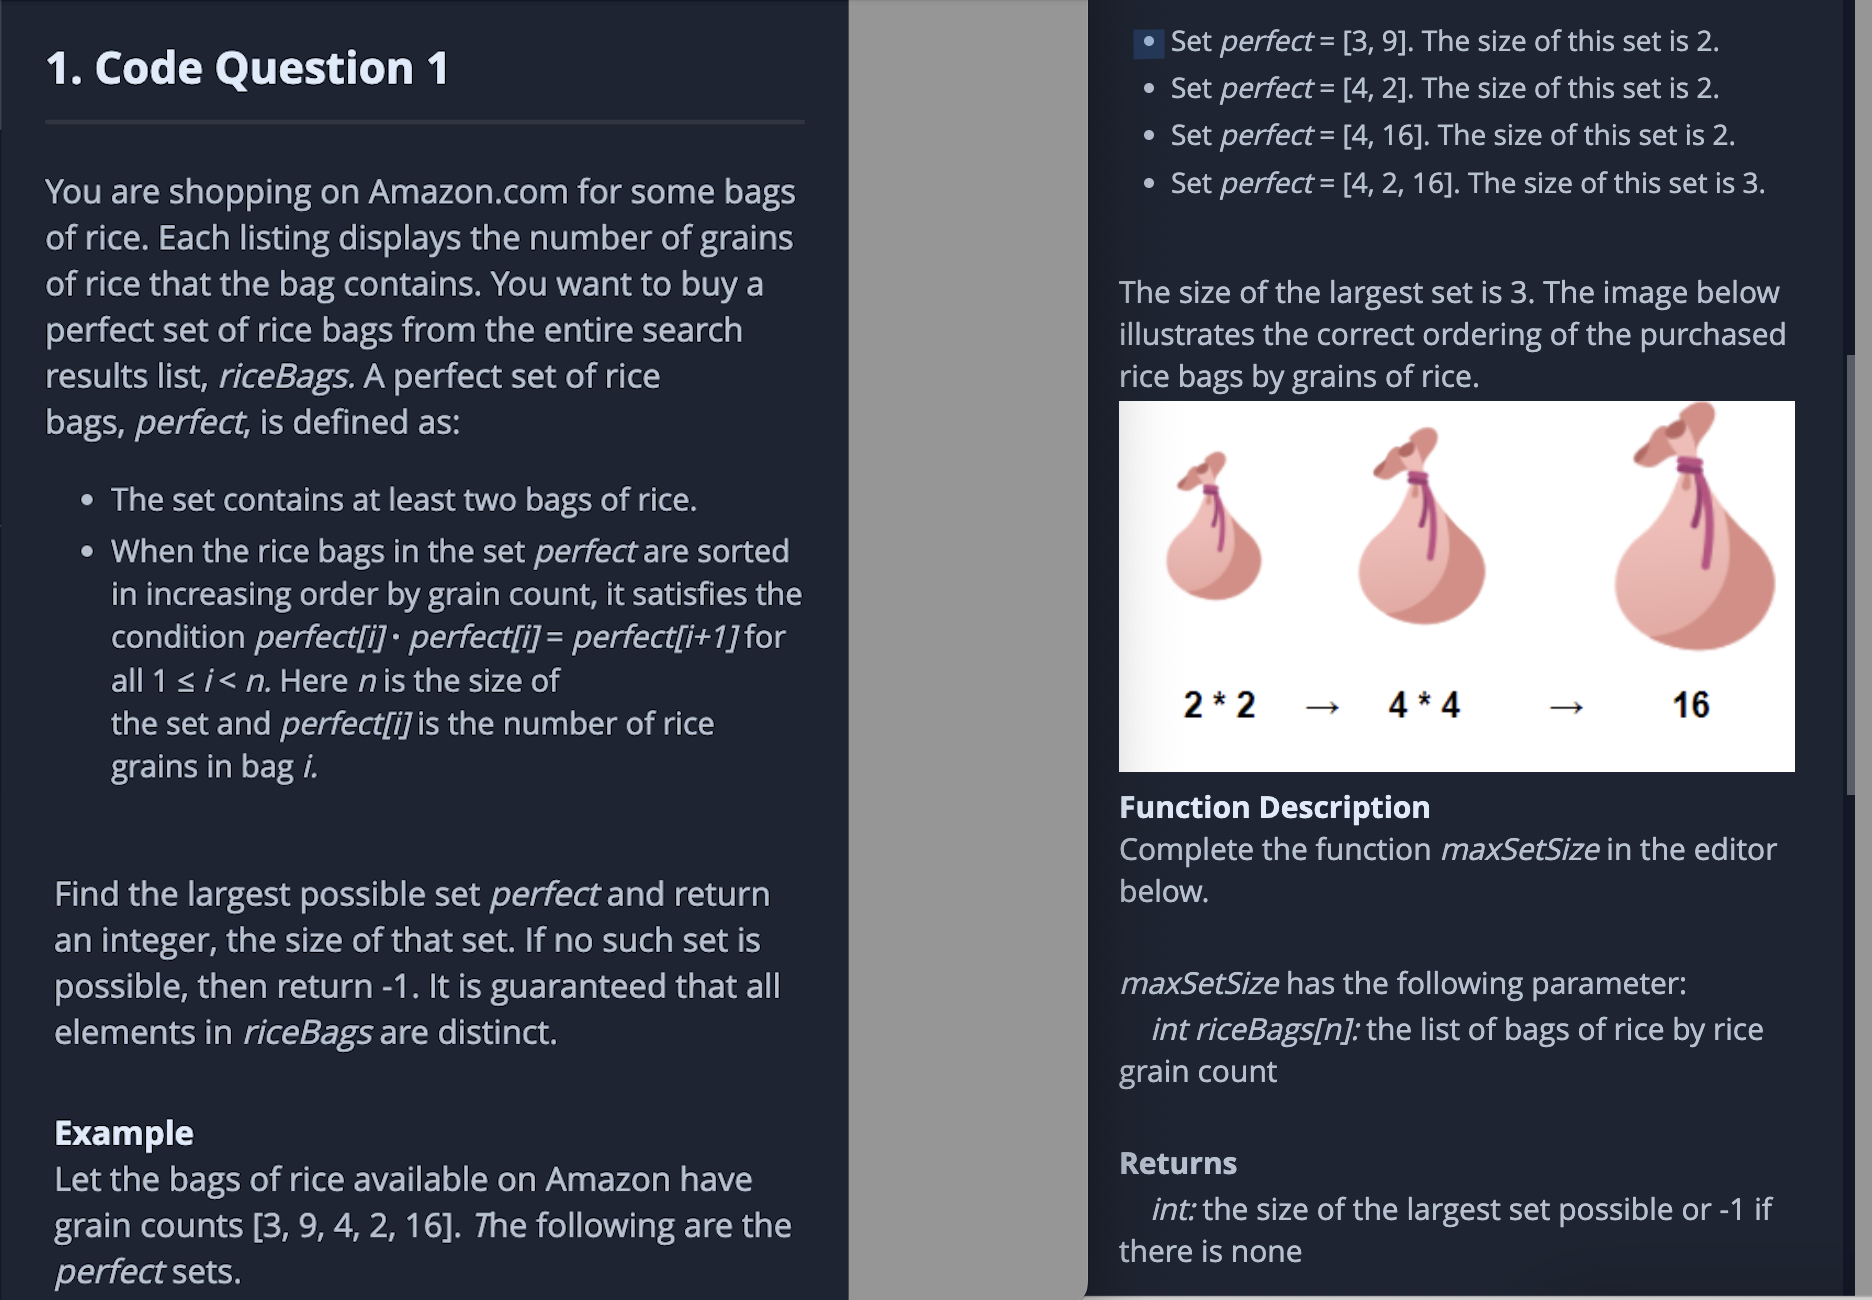 1. Code Question 1
You are shopping on Amazon.com for some bags
of rice. Each listing displays the number of grains
of rice that the bag contains. You want to buy a
perfect set of rice bags from the entire search
results list, riceBags. A perfect set of rice
bags, perfect, is defined as:
• The set contains at least two bags of rice.
• When the rice bags in the set perfect are sorted
in increasing order by grain count, it satisfies the
condition perfect[i] · perfect[i] = perfect[i+1] for
all 1 ≤ i < n. Here n is the size of
the set and perfect[i] is the number of rice
grains in bag i.
Find the largest possible set perfect and return
an integer, the size of that set. If no such set is
possible, then return -1. It is guaranteed that all
elements in riceBags are distinct.
Example
Let the bags of rice available on Amazon have
grain counts [3, 9, 4, 2, 16]. The following are the
perfect sets.
• Set perfect = [3, 9]. The size of this set is 2.
• Set perfect = [4, 2]. The size of this set is 2.
• Set perfect = [4, 16]. The size of this set is 2.
• Set perfect = [4, 2, 16]. The size of this set is 3.
The size of the largest set is 3. The image below
illustrates the correct ordering of the purchased
rice bags by grains of rice.
2 * 2 → 4 * 4 → 16
Function Description
Complete the function maxSetSize in the editor
below.
maxSetSize has the following parameter:
int riceBags[n]: the list of bags of rice by rice
grain count
Returns
int: the size of the largest set possible or -1 if
there is none